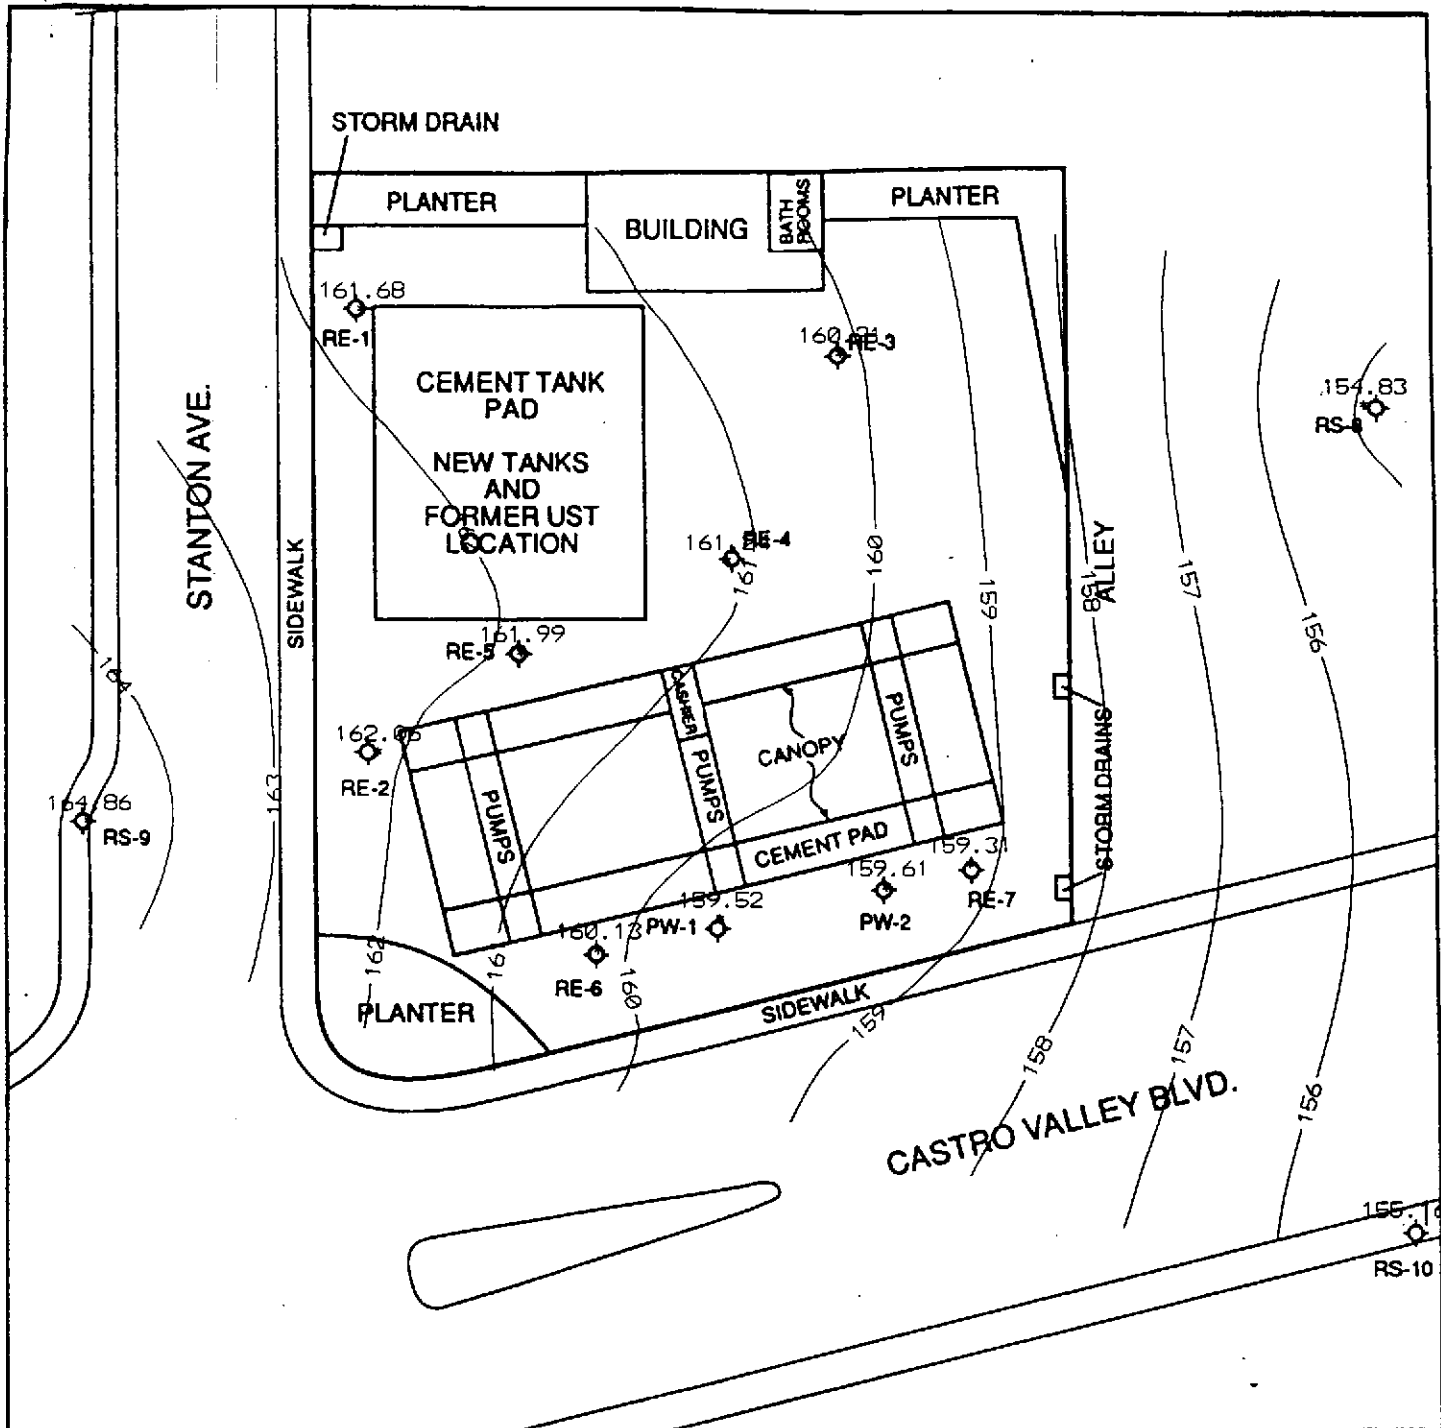 STORM DRAIN
PLANTER
BUILDING
BATH
ROOMS
PLANTER
161.68
RE-1
RE-3
CEMENT TANK
PAD
NEW TANKS
AND
FORMER UST
LOCATION
154.83
RS-8
STANTON AVE.
SIDEWALK
RE-4
161
160
159
158
ALLEY
157
156
161.99
RE-5
164
162.05
RE-2
163
164.86
RS-9
CASHIER
PUMPS
PUMPS
PUMPS
CANOPY
CEMENT PAD
STORM DRAINS
159.31
RE-7
159.61
PW-2
159.52
PW-1
160.13
RE-6
162
160
PLANTER
SIDEWALK
159
158
157
156
CASTRO VALLEY BLVD.
RS-10